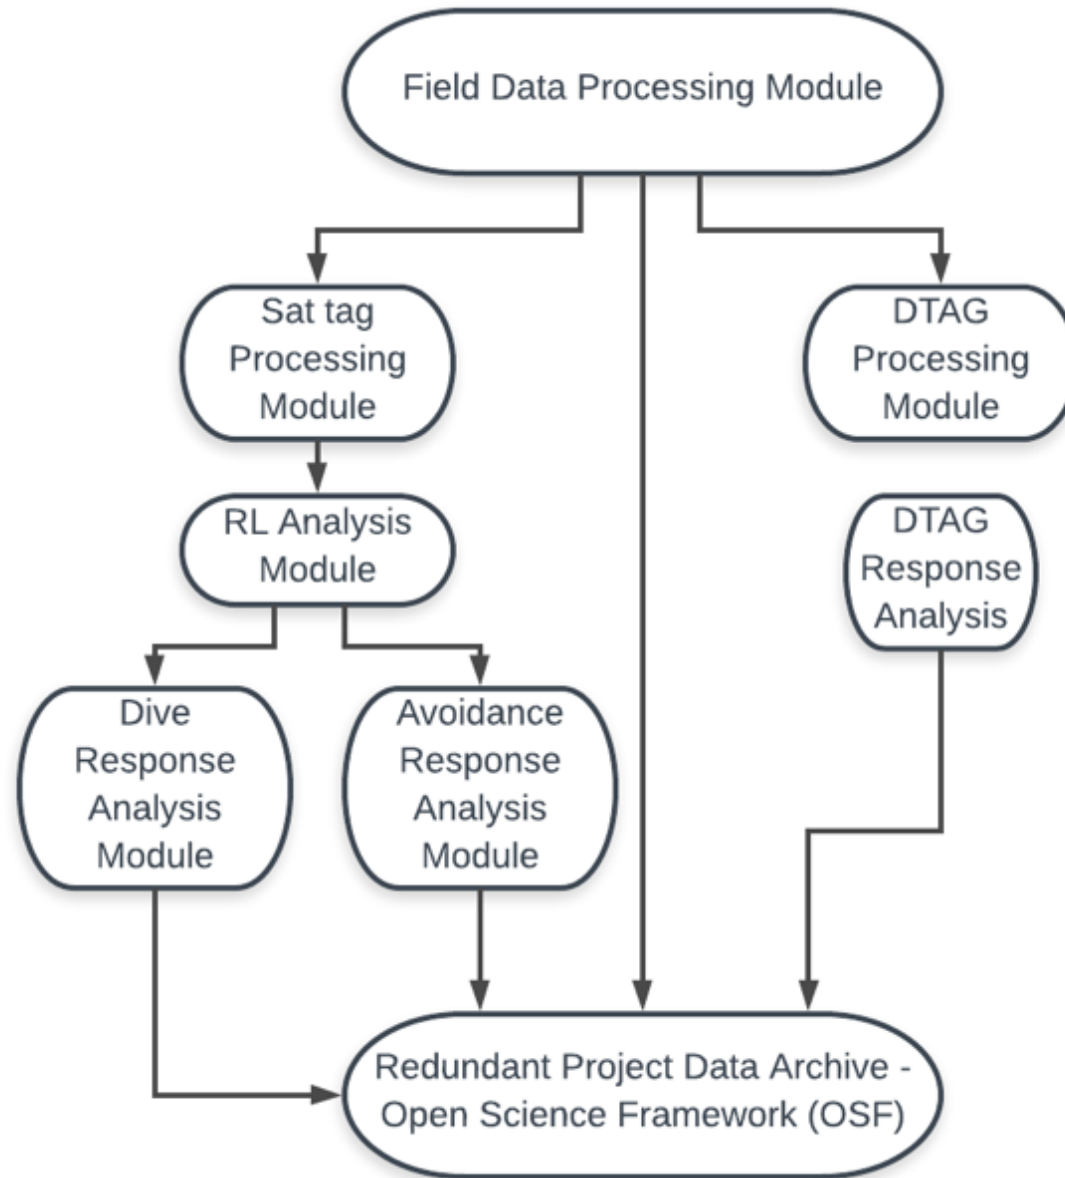 Field Data Processing Module
Sat tag
Processing
Module
DTAG
Processing
Module
RL Analysis
Module
DTAG
Response
Analysis
Dive
Response
Analysis
Module
Avoidance
Response
Analysis
Module
Redundant Project Data Archive -
Open Science Framework (OSF)